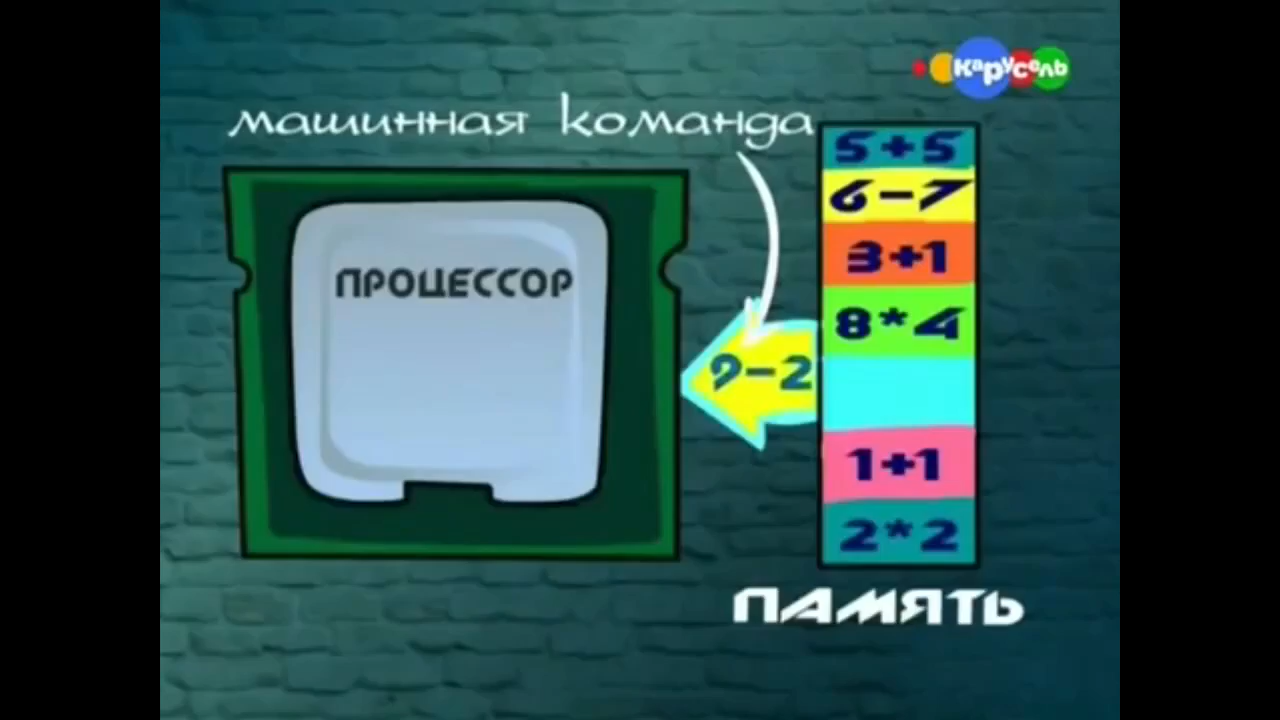 Карусель
машинная команда
ПРОЦЕССОР
5+5
6-7
3+1
8*4
9-2
1+1
2*2
ПАМЯТЬ